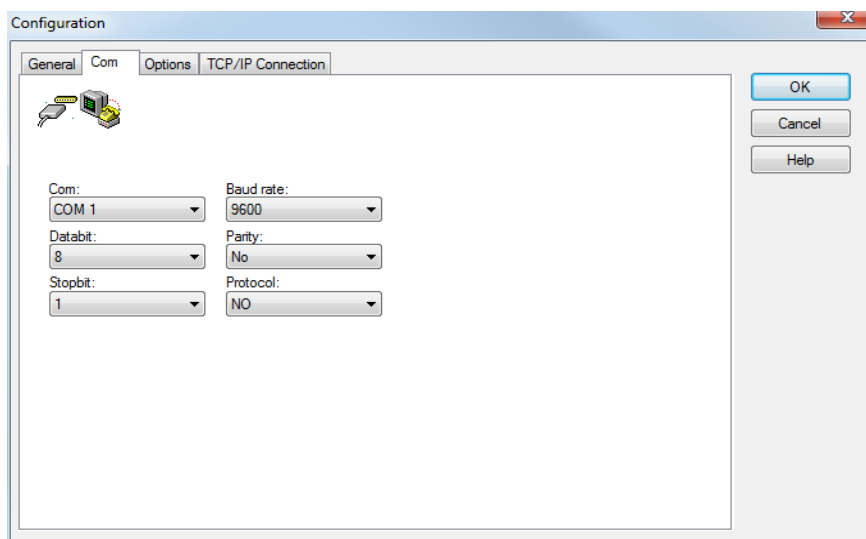 Configuration
General Com Options TCP/IP Connection
OK
Cancel
Help
Com: Baud rate:
COM 1 9600
Databit: Parity:
8 No
Stopbit: Protocol:
1 NO